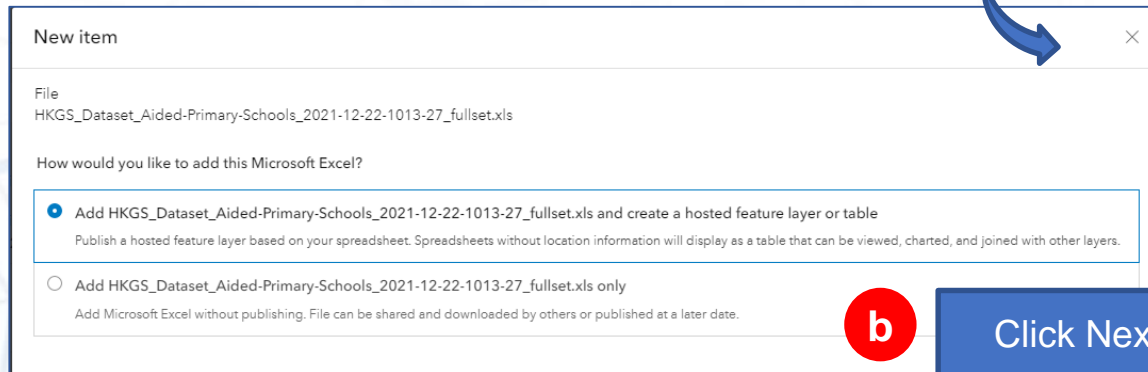 New item
File
HKGS_Dataset_Aided-Primary-Schools_2021-12-22-1013-27_fullset.xls
How would you like to add this Microsoft Excel?
Add HKGS_Dataset_Aided-Primary-Schools_2021-12-22-1013-27_fullset.xls and create a hosted feature layer or table
Publish a hosted feature layer based on your spreadsheet. Spreadsheets without location information will display as a table that can be viewed, charted, and joined with other layers.
Add HKGS_Dataset_Aided-Primary-Schools_2021-12-22-1013-27_fullset.xls only
Add Microsoft Excel without publishing. File can be shared and downloaded by others or published at a later date.
b
Click Nex